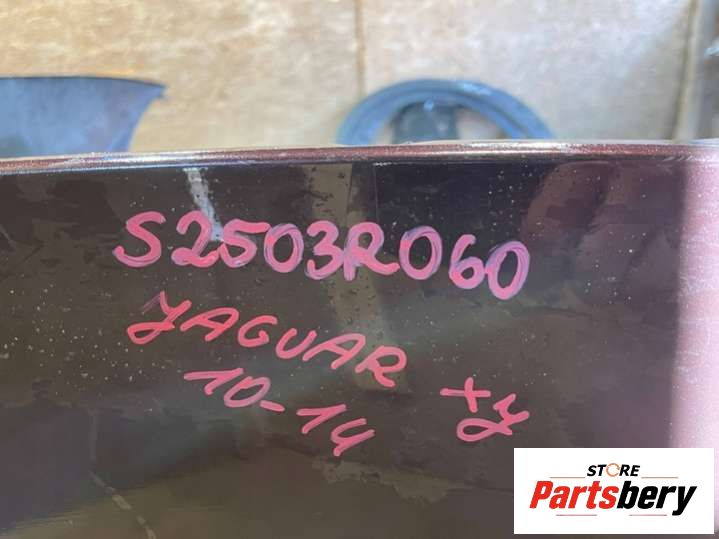 S2503R060
JAGUAR XJ
10-14
STORE
Partsbery